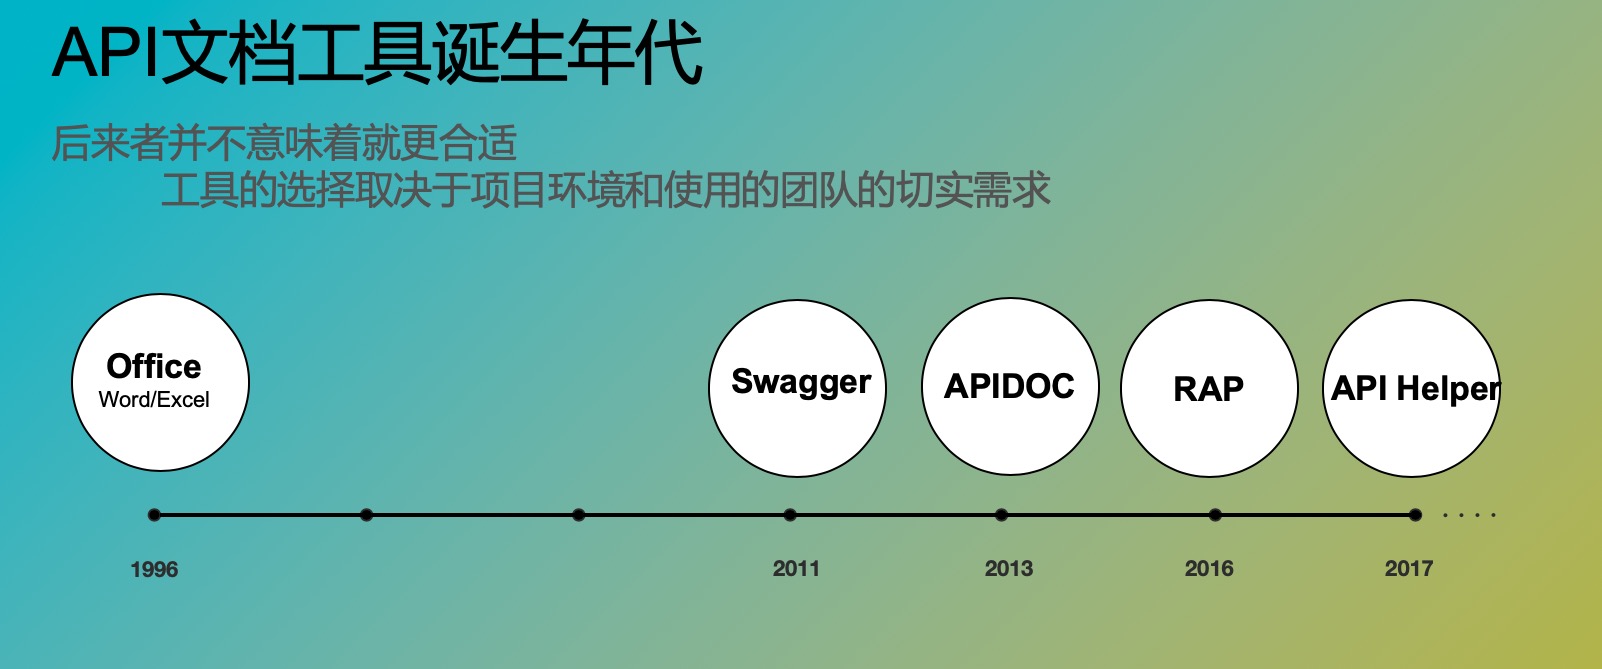 API文档工具诞生年代
后来者并不意味着就更合适
工具的选择取决于项目环境和使用的团队的切实需求
Office
Word/Excel
Swagger
APIDOC
RAP
API Helper
1996
2011
2013
2016
2017